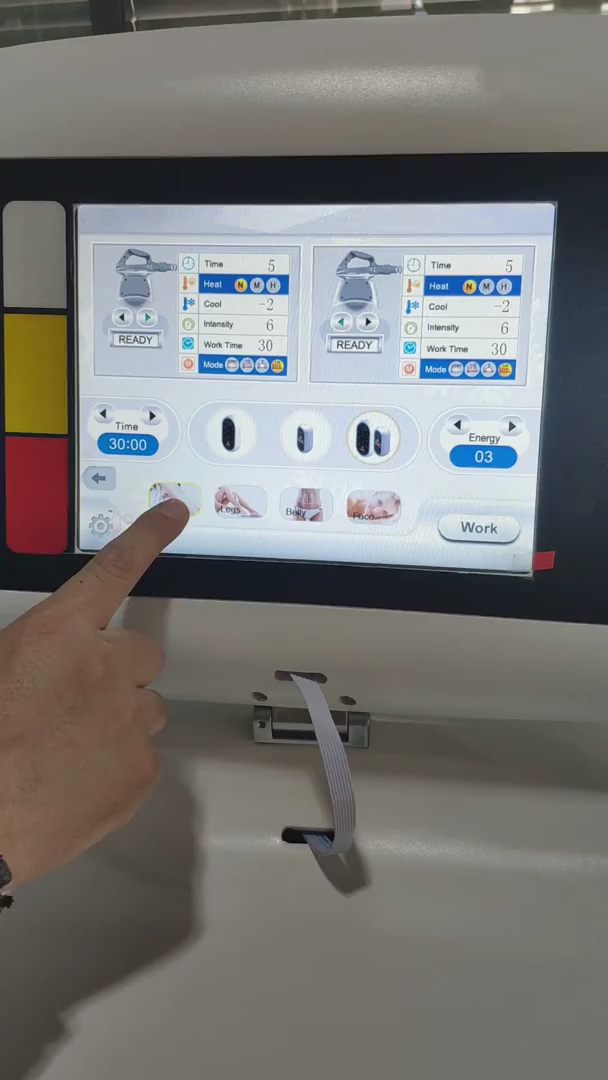 Time 5
Heat N M H
Cool -2
Intensity 6
Work Time 30
Mode
READY
Time 5
Heat N M H
Cool -2
Intensity 6
Work Time 30
Mode
READY
Time
30:00
Energy
03
Legs
Belly
Face
Work